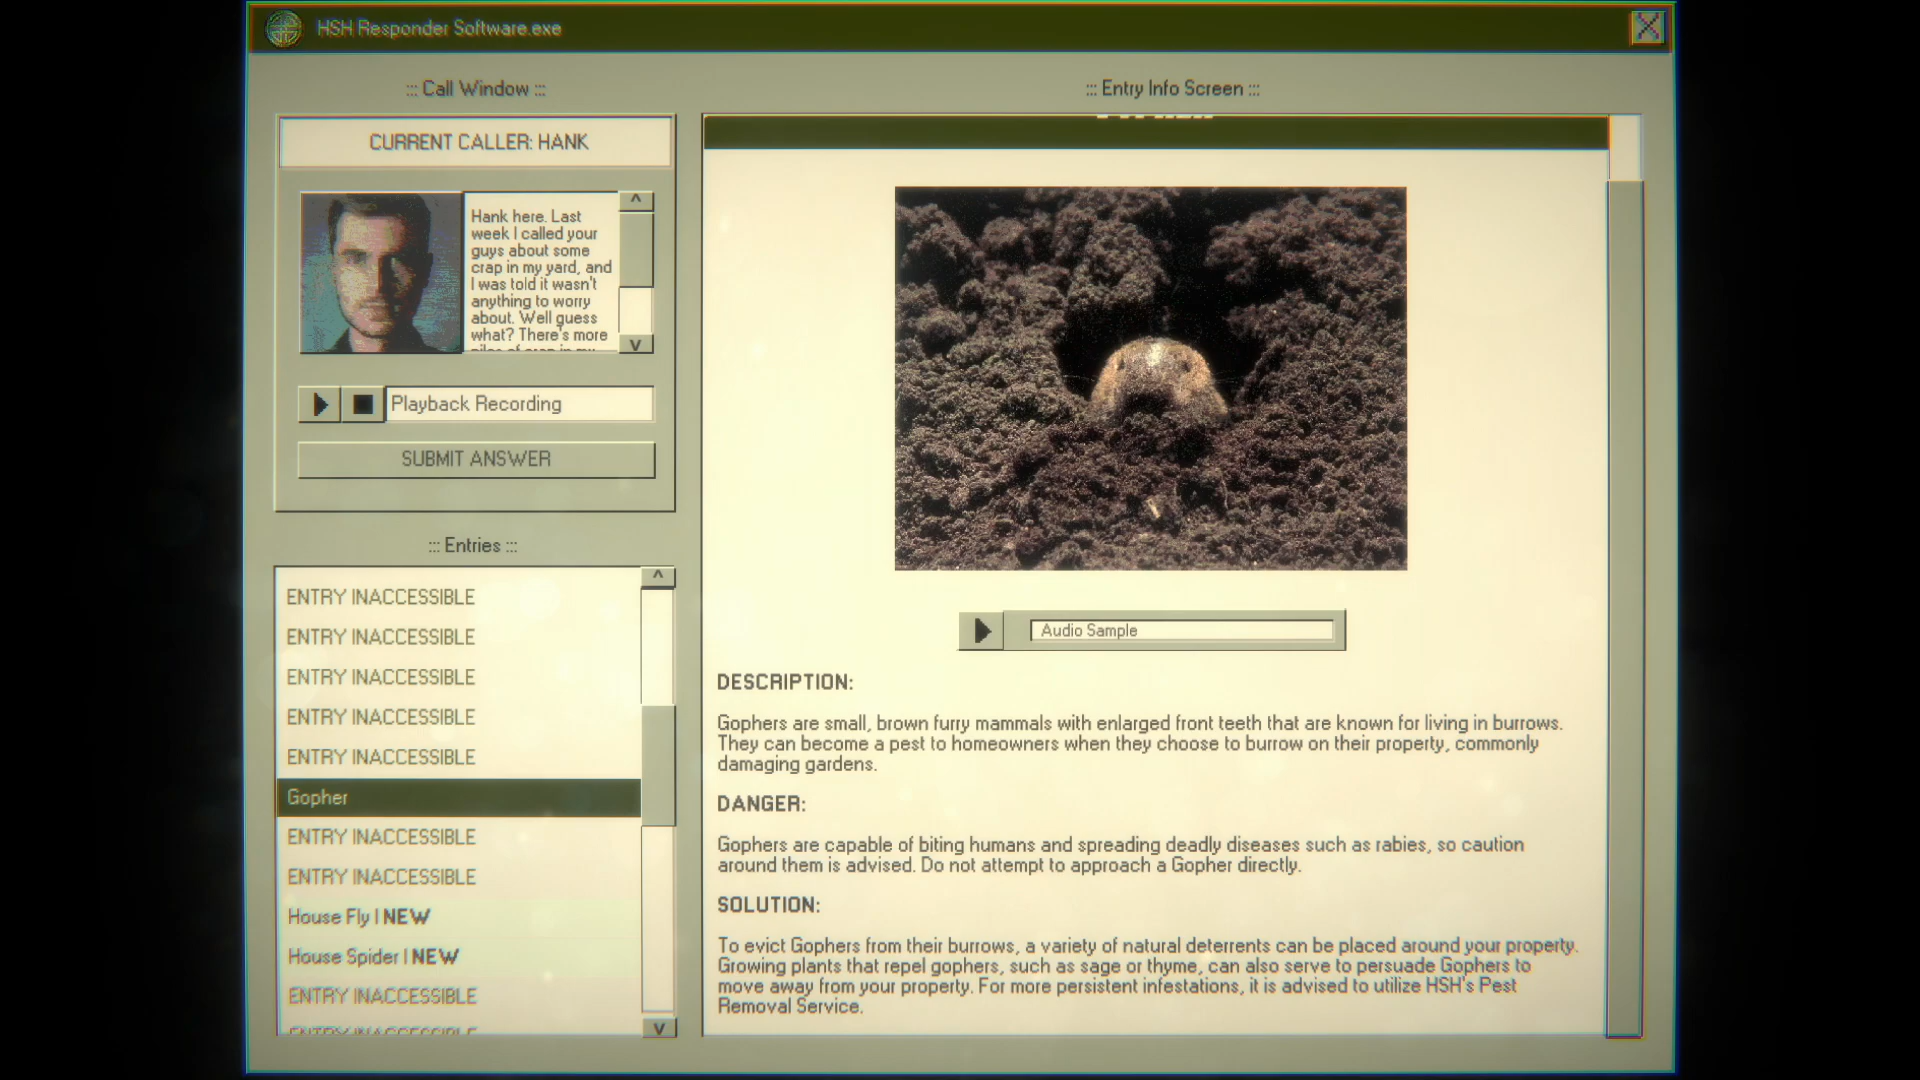 HSH Responder Software.exe
::: Call Window :::
CURRENT CALLER: HANK
Hank here. Last
week I called your
guys about some
crap in my yard, and
I was told it wasn't
anything to worry
about. Well guess
what? There's more
^
v
Playback Recording
SUBMIT ANSWER
::: Entries :::
ENTRY INACCESSIBLE
ENTRY INACCESSIBLE
ENTRY INACCESSIBLE
ENTRY INACCESSIBLE
ENTRY INACCESSIBLE
Gopher
ENTRY INACCESSIBLE
ENTRY INACCESSIBLE
House Fly | NEW
House Spider | NEW
ENTRY INACCESSIBLE
^
v
::: Entry Info Screen :::
Audio Sample
DESCRIPTION:
Gophers are small, brown furry mammals with enlarged front teeth that are known for living in burrows.
They can become a pest to homeowners when they choose to burrow on their property, commonly
damaging gardens.
DANGER:
Gophers are capable of biting humans and spreading deadly diseases such as rabies, so caution
around them is advised. Do not attempt to approach a Gopher directly.
SOLUTION:
To evict Gophers from their burrows, a variety of natural deterrents can be placed around your property.
Growing plants that repel gophers, such as sage or thyme, can also serve to persuade Gophers to
move away from your property. For more persistent infestations, it is advised to utilize HSH's Pest
Removal Service.